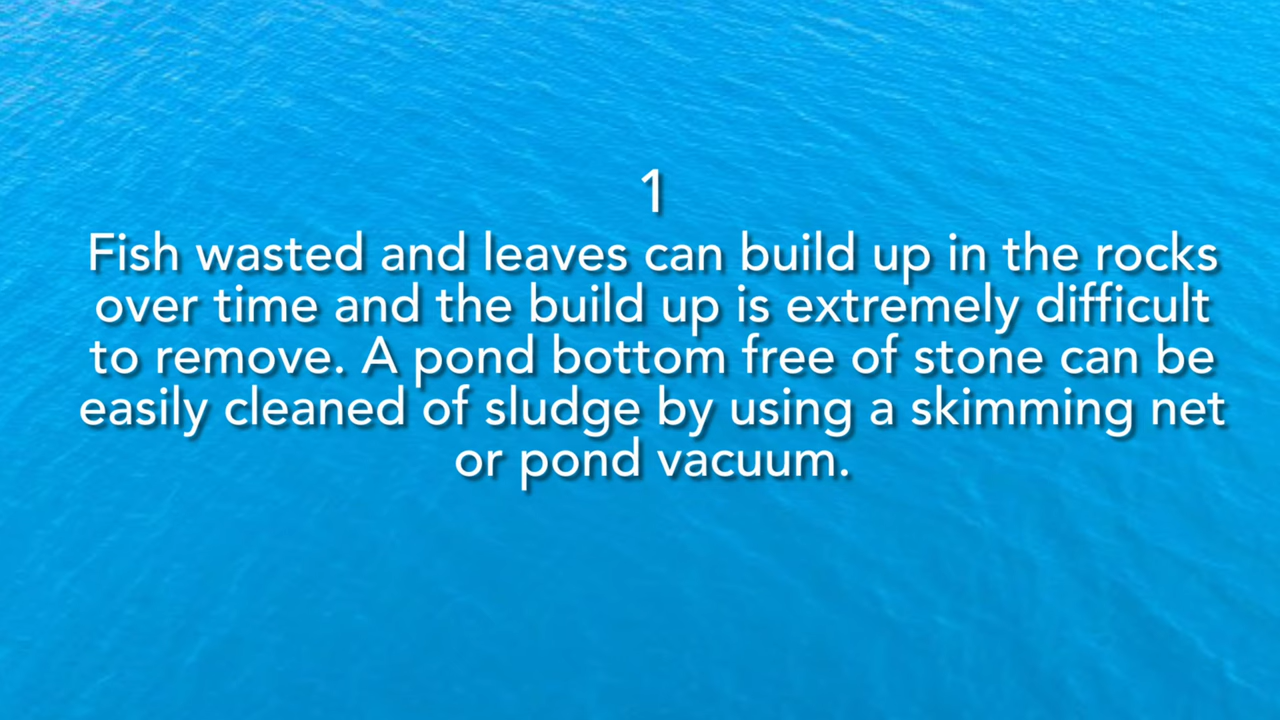 1
Fish wasted and leaves can build up in the rocks
over time and the build up is extremely difficult
to remove. A pond bottom free of stone can be
easily cleaned of sludge by using a skimming net
or pond vacuum.